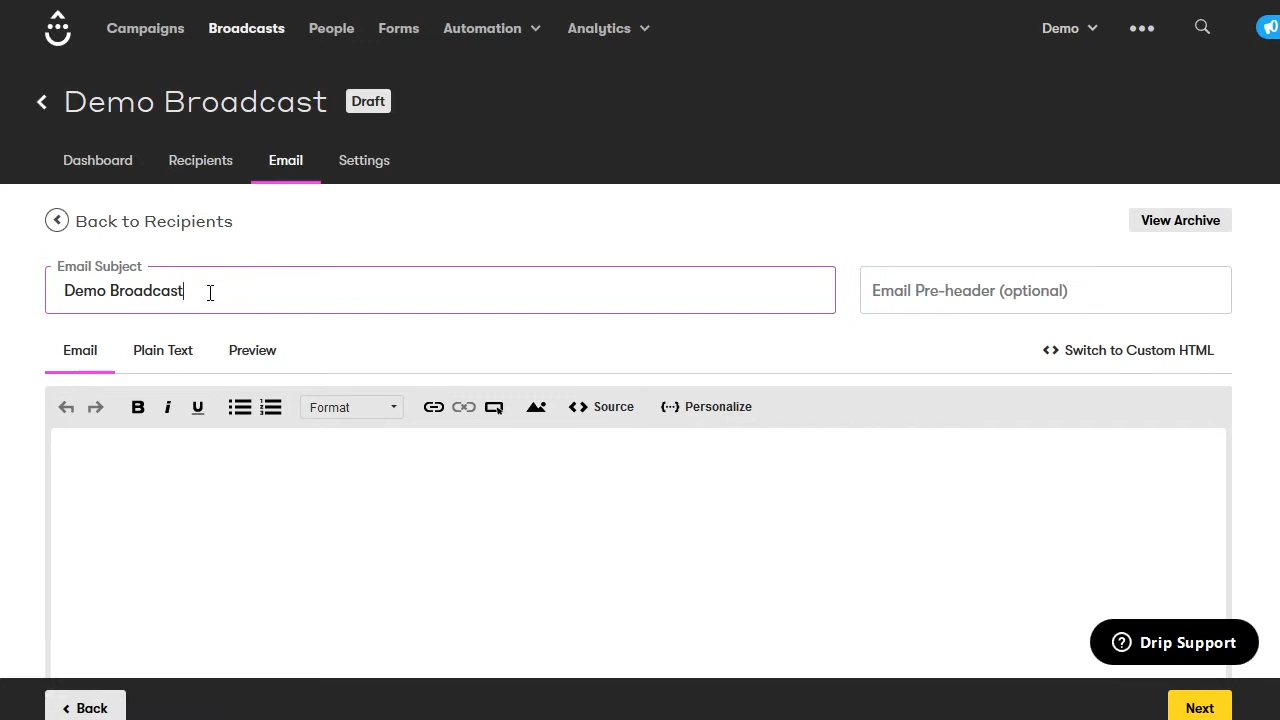 Campaigns Broadcasts People Forms Automation Analytics Demo
Demo Broadcast Draft
Dashboard Recipients Email Settings
Back to Recipients View Archive
Email Subject
Demo Broadcast Email Pre-header (optional)
Email Plain Text Preview Switch to Custom HTML
B i U Format Source Personalize
Drip Support
Back Next